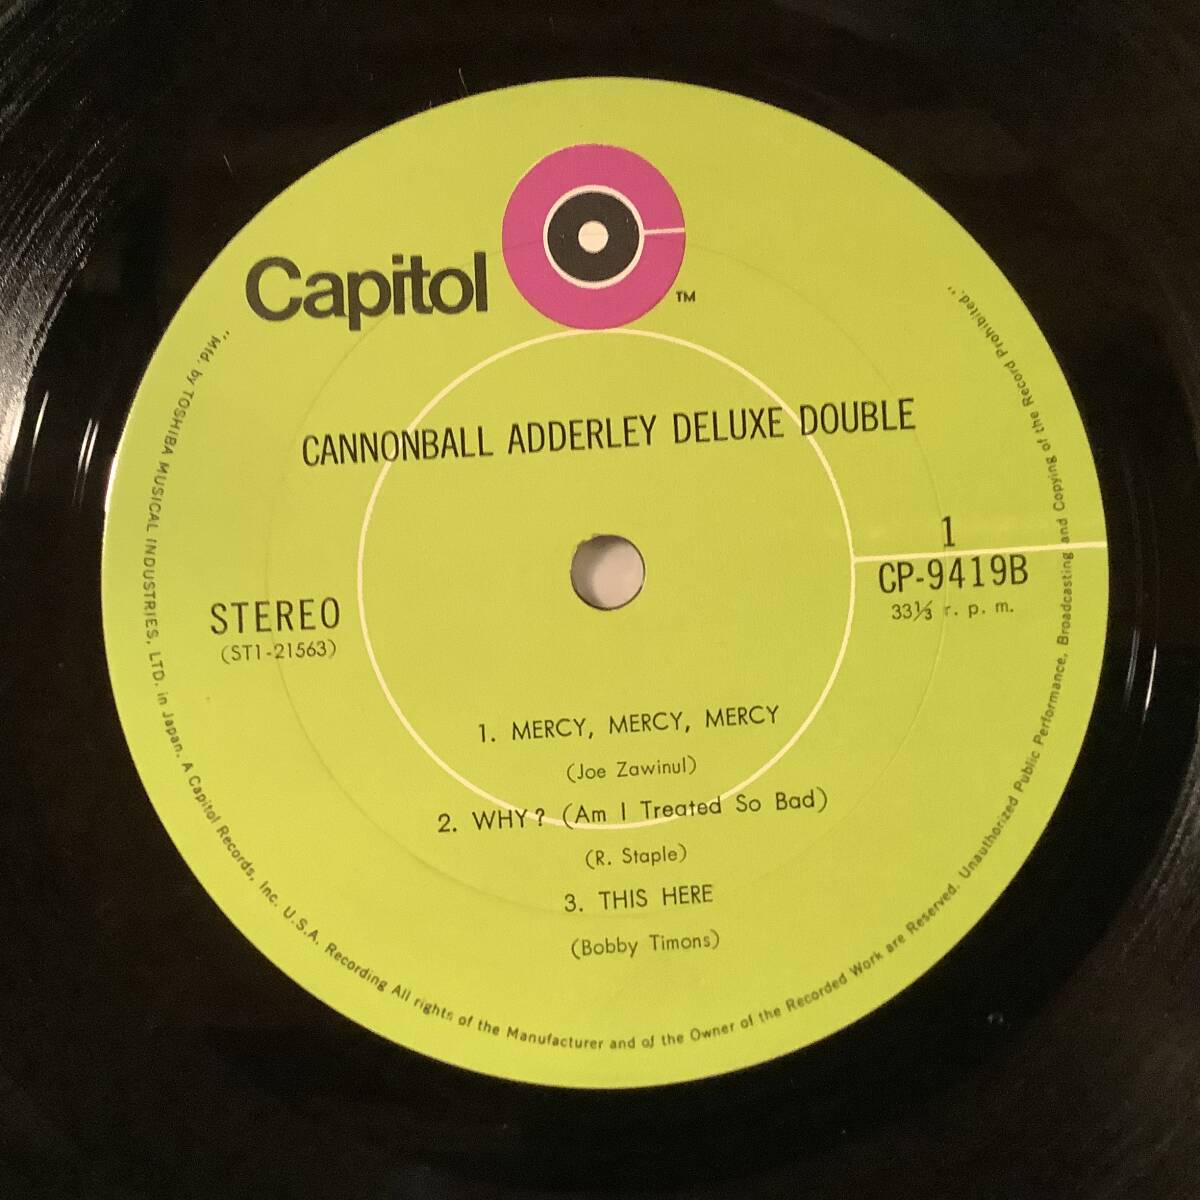 Capitol
TM
CANNONBALL ADDERLEY DELUXE DOUBLE
1
CP-9419B
33⅓ r. p. m.
STEREO
(ST1-21563)
1. MERCY, MERCY, MERCY
(Joe Zawinul)
2. WHY? (Am I Treated So Bad)
(R. Staple)
3. THIS HERE
(Bobby Timons)
"Mfd. by TOSHIBA MUSICAL INDUSTRIES, LTD. in Japan. A Capitol Records, Inc. U.S.A. Recording All rights of the Manufacturer and of the Owner of the Recorded Work are Reserved. Unauthorized Public Performance, Broadcasting and Copying of the Record Prohibited."